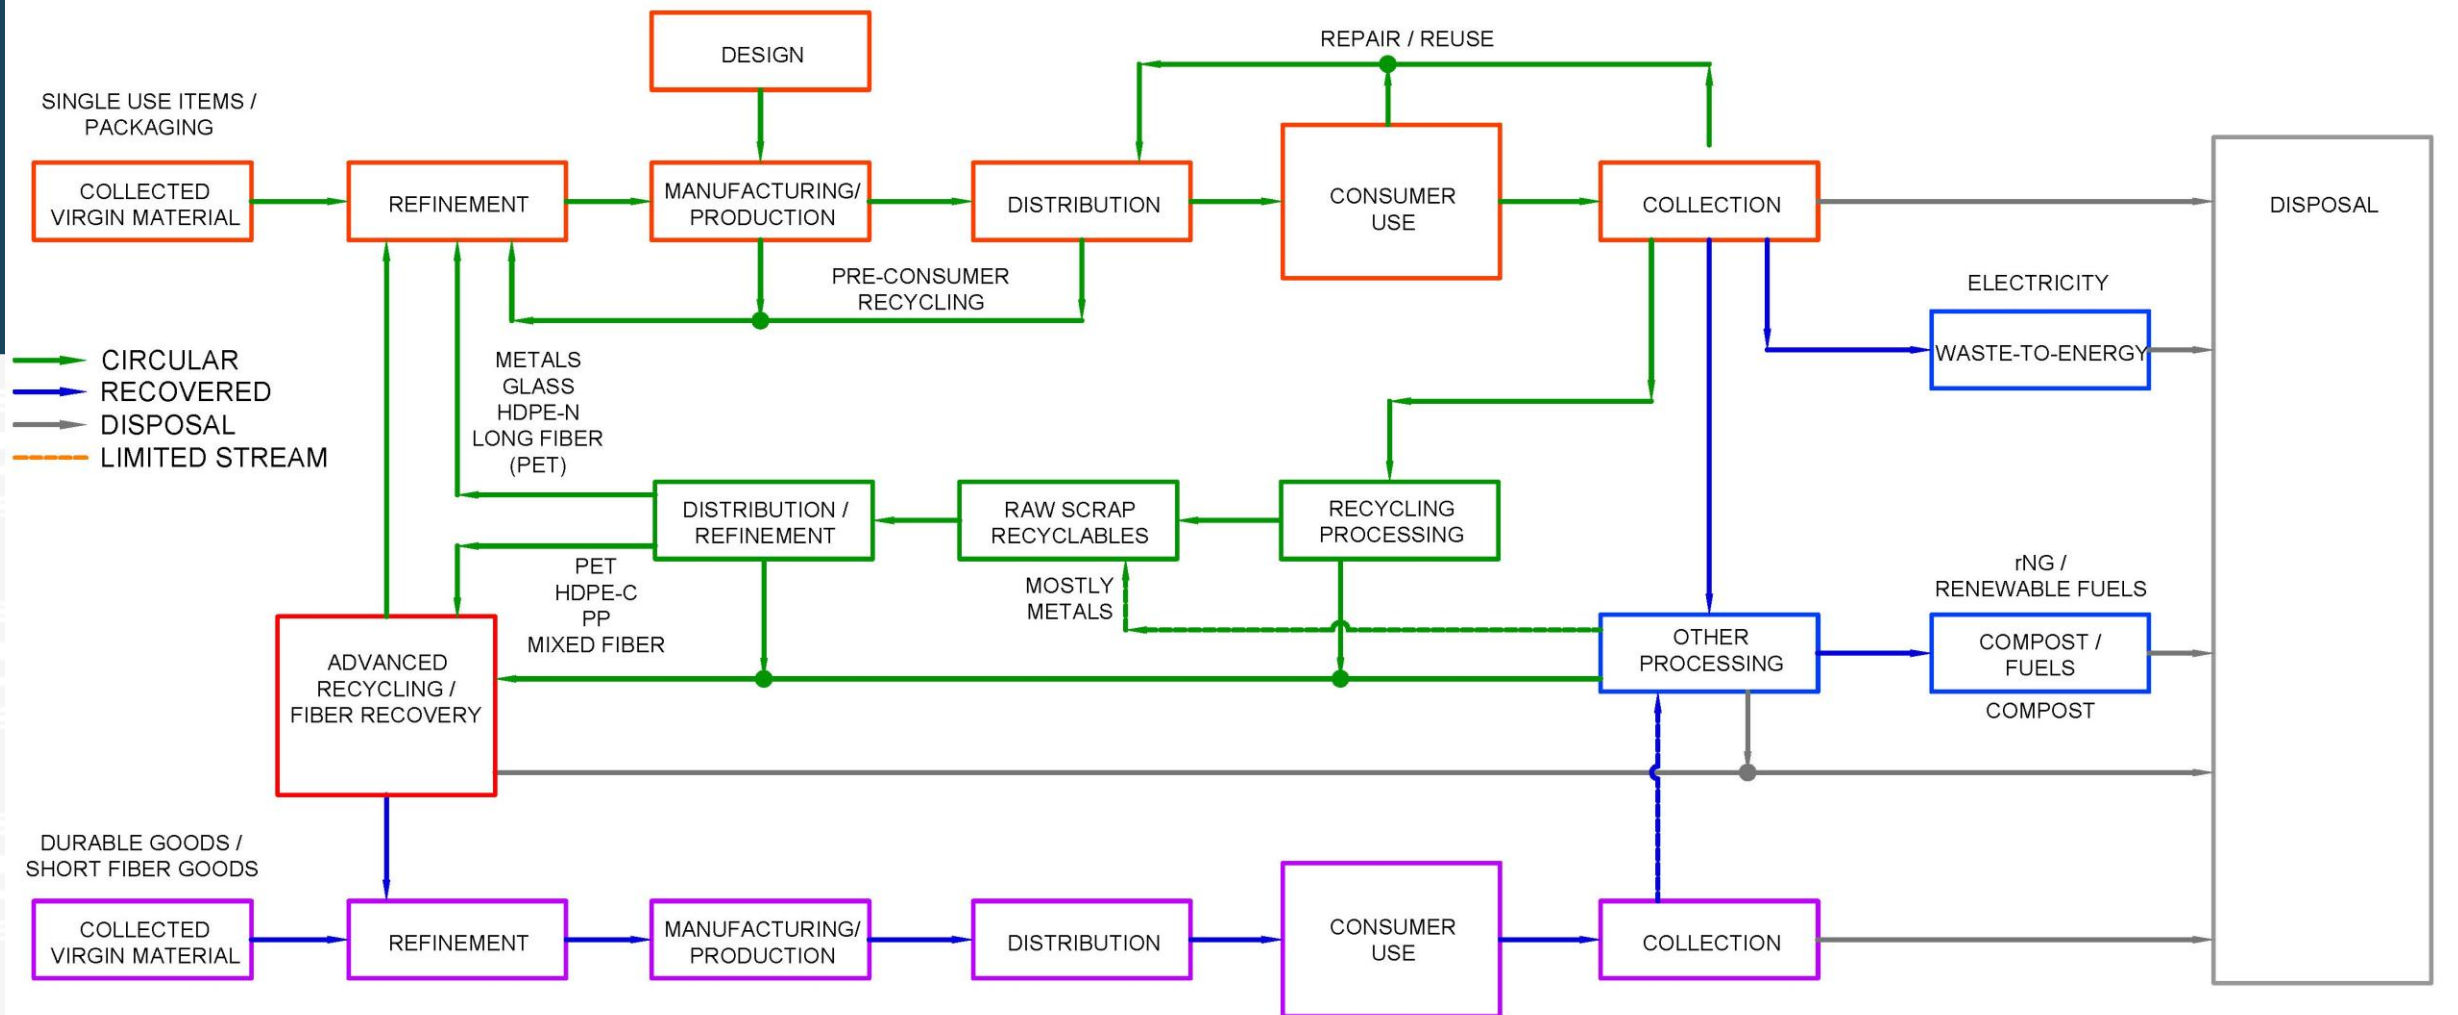 DESIGN
REPAIR / REUSE
SINGLE USE ITEMS /
PACKAGING
COLLECTED
VIRGIN MATERIAL
REFINEMENT
MANUFACTURING/
PRODUCTION
DISTRIBUTION
CONSUMER
USE
COLLECTION
DISPOSAL
PRE-CONSUMER
RECYCLING
ELECTRICITY
WASTE-TO-ENERGY
CIRCULAR
RECOVERED
DISPOSAL
LIMITED STREAM
METALS
GLASS
HDPE-N
LONG FIBER
(PET)
DISTRIBUTION /
REFINEMENT
RAW SCRAP
RECYCLABLES
RECYCLING
PROCESSING
PET
HDPE-C
PP
MIXED FIBER
MOSTLY
METALS
OTHER
PROCESSING
rNG /
RENEWABLE FUELS
COMPOST /
FUELS
COMPOST
ADVANCED
RECYCLING /
FIBER RECOVERY
DURABLE GOODS /
SHORT FIBER GOODS
COLLECTED
VIRGIN MATERIAL
REFINEMENT
MANUFACTURING/
PRODUCTION
DISTRIBUTION
CONSUMER
USE
COLLECTION